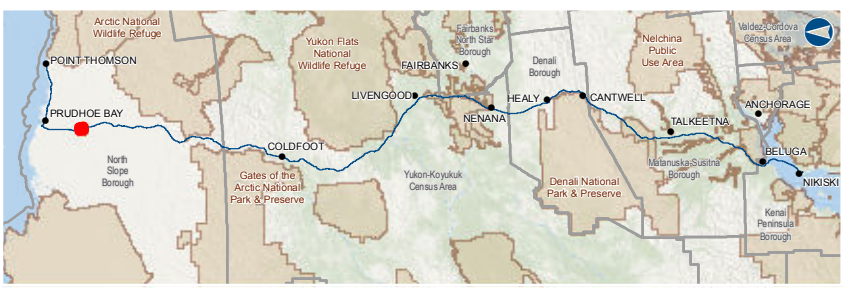 Arctic National
Wildlife Refuge
POINT THOMSON
PRUDHOE BAY
North
Slope
Borough
COLDFOOT
Gates of the
Arctic National
Park & Preserve
Yukon Flats
National
Wildlife Refuge
LIVENGOOD
Yukon-Koyukuk
Census Area
Fairbanks
North Star
Borough
FAIRBANKS
NENANA
Denali
Borough
HEALY
CANTWELL
Denali National
Park & Preserve
Nelchina
Public
Use Area
TALKEETNA
Matanuska-Susitna
Borough
Valdez-Cordova
Census Area
ANCHORAGE
BELUGA
NIKISKI
Kenai
Peninsula
Borough